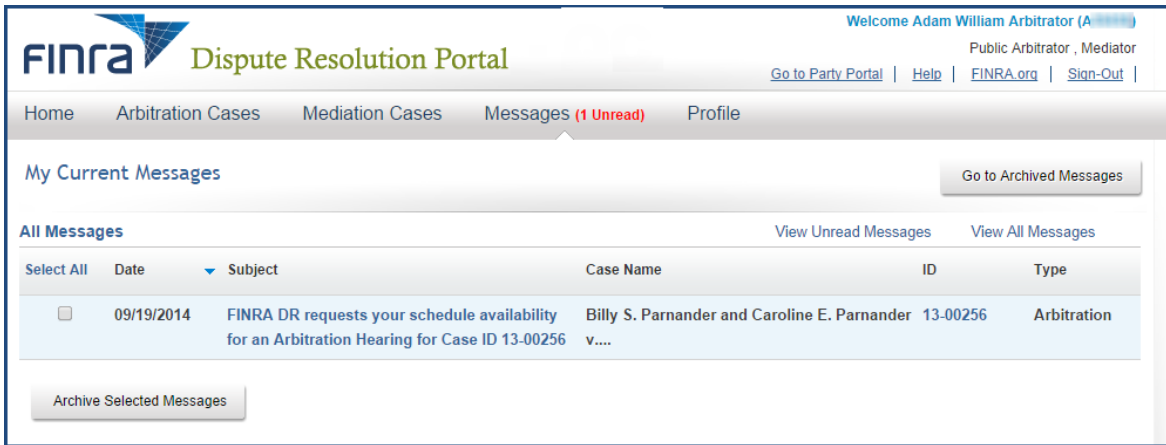 Welcome Adam William Arbitrator (A
FINRA Dispute Resolution Portal
Public Arbitrator , Mediator
Go to Party Portal | Help | FINRA.org | Sign-Out |
Home Arbitration Cases Mediation Cases Messages (1 Unread) Profile
My Current Messages Go to Archived Messages
All Messages View Unread Messages View All Messages
Select All Date Subject Case Name ID Type
09/19/2014 FINRA DR requests your schedule availability Billy S. Parnander and Caroline E. Parnander 13-00256 Arbitration
for an Arbitration Hearing for Case ID 13-00256 v....
Archive Selected Messages